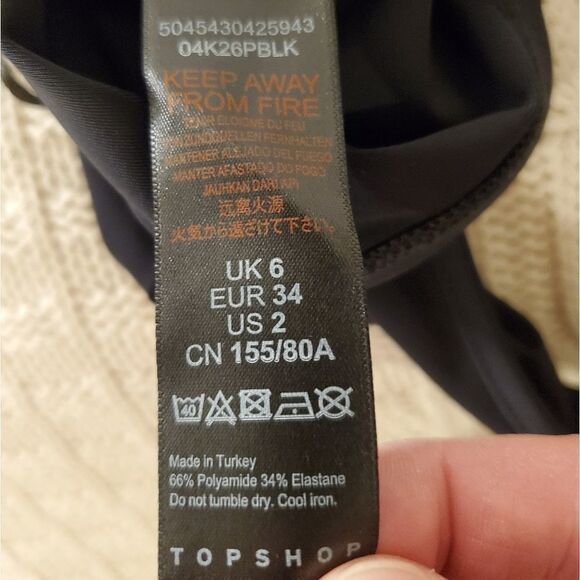 5045430425943
04K26PBLK
KEEP AWAY
FROM FIRE
TENIR ELOIGNE DU FEU
ZUNDQUELLEN FERNHALTEN
MANTENER ALEJADO DEL FUEGO
MANTER AFASTADO DO FOGO
JAUHKAN DARI API
远离火源
火気から遠ざけて下さい。
UK 6
EUR 34
US 2
CN 155/80A
40
Made in Turkey
66% Polyamide 34% Elastane
Do not tumble dry. Cool iron.
TOPSHOP